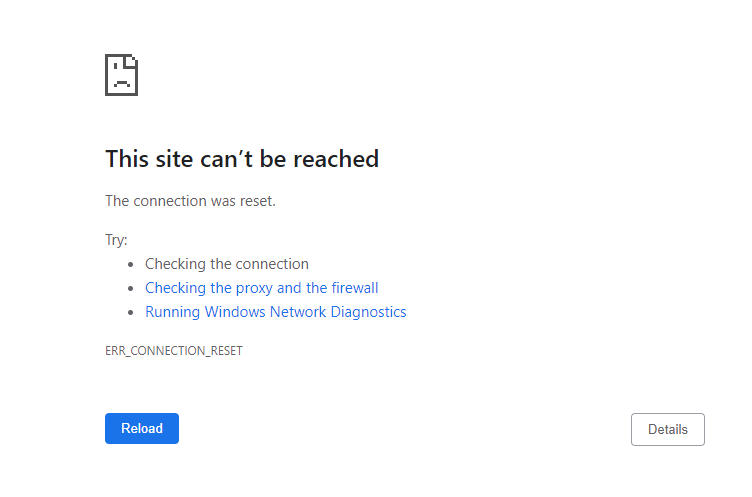 This site can’t be reached
The connection was reset.
Try:
• Checking the connection
• Checking the proxy and the firewall
• Running Windows Network Diagnostics
ERR_CONNECTION_RESET
Reload
Details